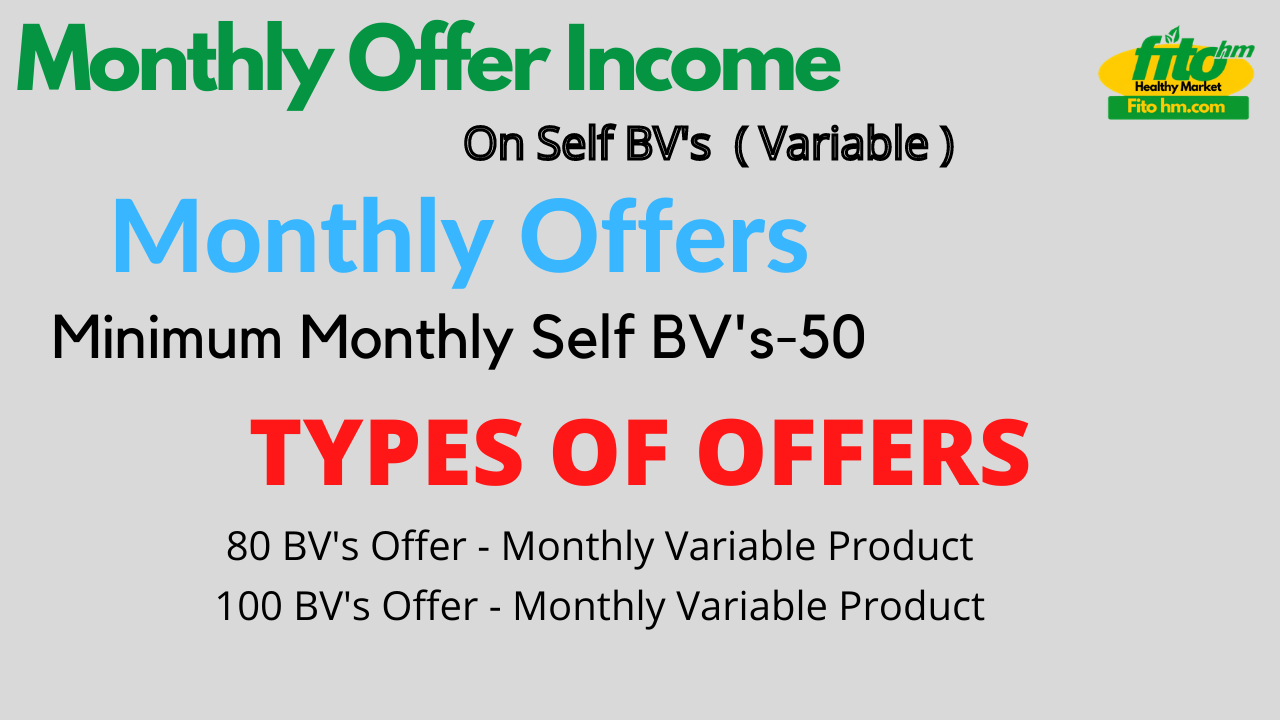 Monthly Offer Income
fito hm
Healthy Market
Fito hm.com
On Self BV's ( Variable )
Monthly Offers
Minimum Monthly Self BV's-50
TYPES OF OFFERS
80 BV's Offer - Monthly Variable Product
100 BV's Offer - Monthly Variable Product